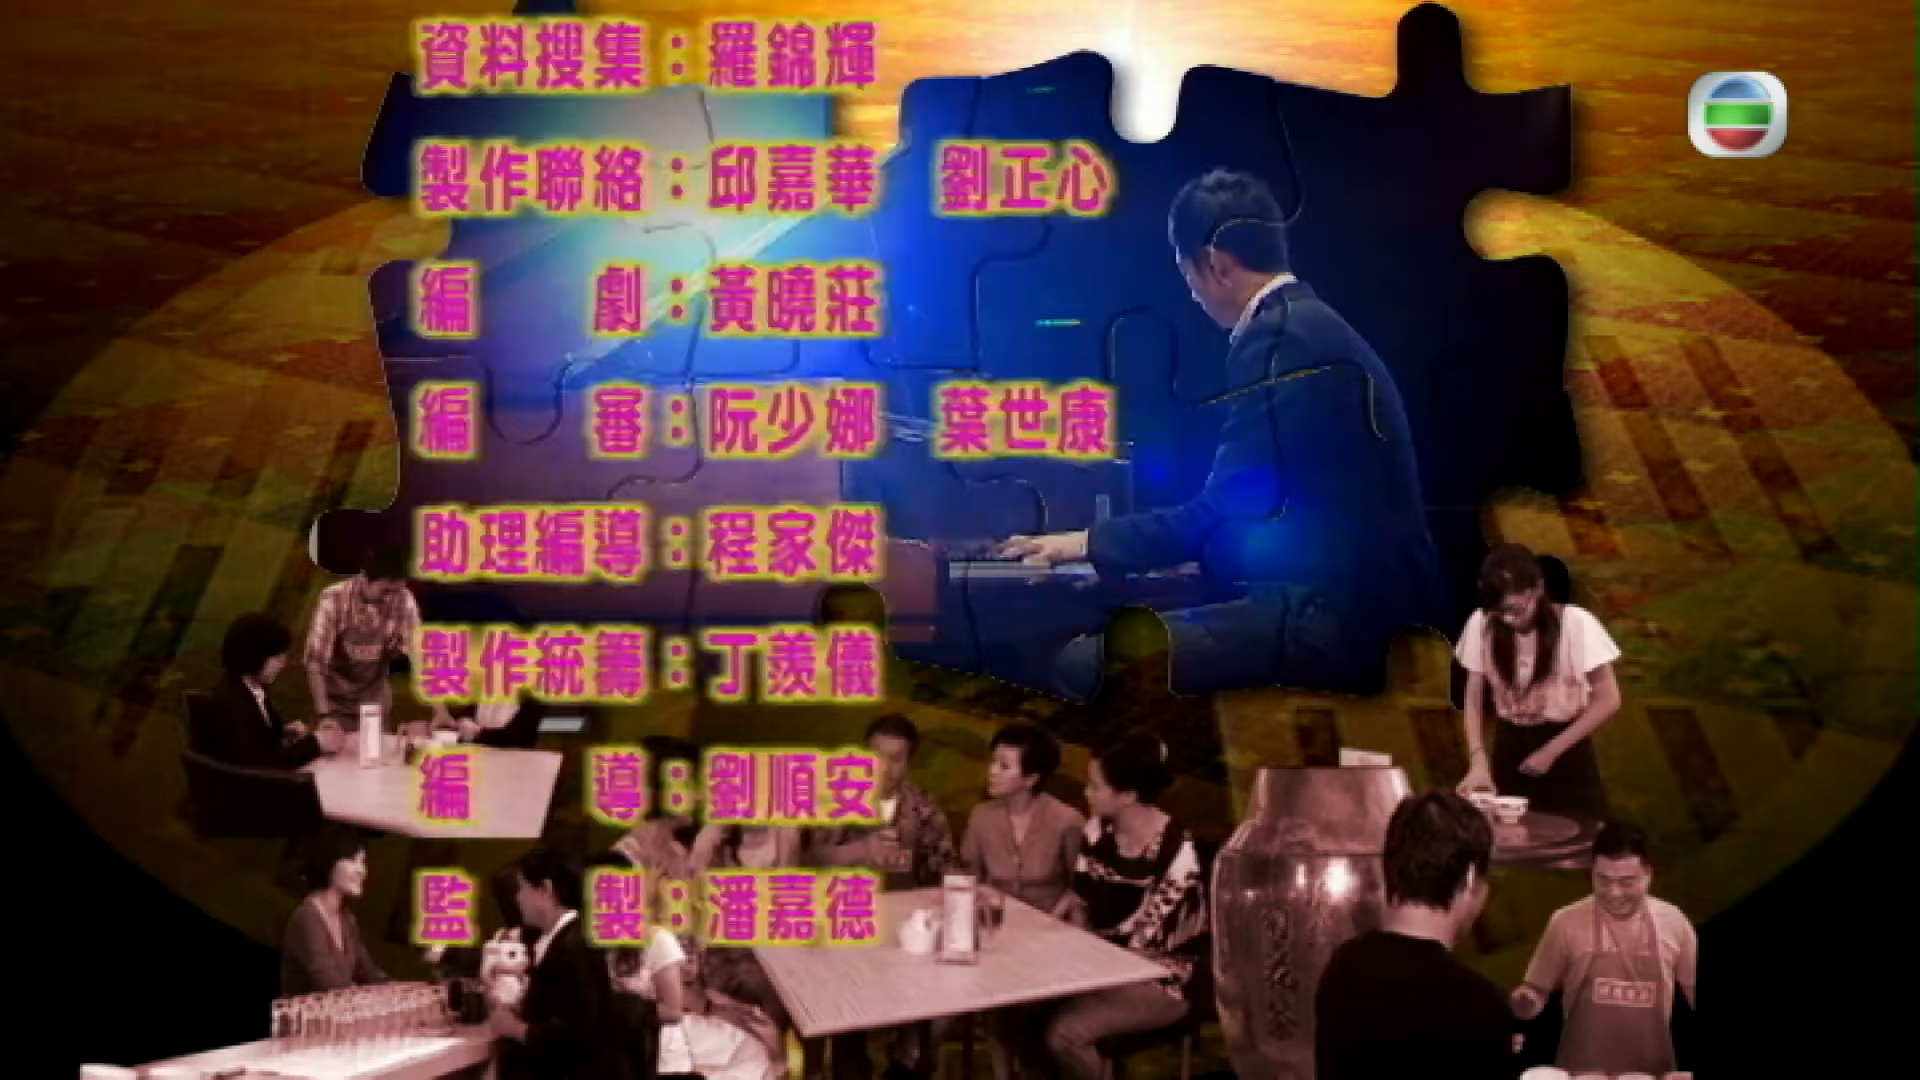 資料搜集：羅錦輝
製作聯絡：邱嘉華 劉正心
編 劇：黃曉莊
編 審：阮少娜 葉世康
助理編導：程家傑
製作統籌：丁羨儀
編 導：劉順安
監 製：潘嘉德